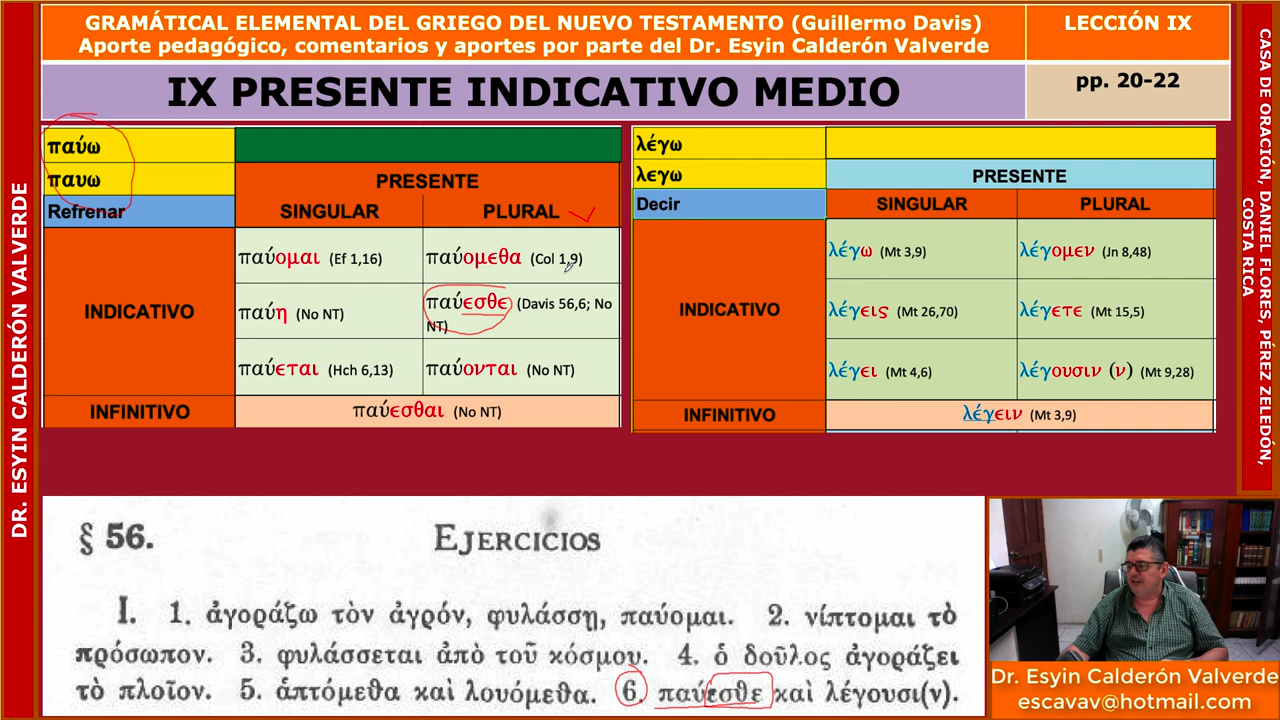 GRAMÁTICAL ELEMENTAL DEL GRIEGO DEL NUEVO TESTAMENTO (Guillermo Davis)
Aporte pedagógico, comentarios y aportes por parte del Dr. Esyin Calderón Valverde
LECCIÓN IX
IX PRESENTE INDICATIVO MEDIO
pp. 20-22
παύω
παυω
PRESENTE
Refrenar
SINGULAR
PLURAL
INDICATIVO
παύομαι (Ef 1,16)
παύομεθα (Col 1,9)
παύη (No NT)
παύεσθε (Davis 56,6; No
NT)
παύεται (Hch 6,13)
παύονται (No NT)
INFINITIVO
παύεσθαι (No NT)
λέγω
λεγω
PRESENTE
Decir
SINGULAR
PLURAL
INDICATIVO
λέγω (Mt 3,9)
λέγομεν (Jn 8,48)
λέγεις (Mt 26,70)
λέγετε (Mt 15,5)
λέγει (Mt 4,6)
λέγουσιν (ν) (Mt 9,28)
INFINITIVO
λέγειν (Mt 3,9)
§ 56. EJERCICIOS
I. 1. ἀγοράζω τὸν ἀγρόν, φυλάσσῃ, παύομαι. 2. νίπτομαι τὸ
πρόσωπον. 3. φυλάσσεται ἀπὸ τοῦ κόσμου. 4. ὁ δοῦλος ἀγοράζει
τὸ πλοῖον. 5. ἁπτόμεθα καὶ λουόμεθα. 6. παύεσθε καὶ λέγουσι(ν).
DR. ESYIN CALDERÓN VALVERDE
CASA DE ORACIÓN, DANIEL FLORES, PÉREZ ZELEDÓN,
COSTA RICA
Dr. Esyin Calderón Valverde
escavav@hotmail.com